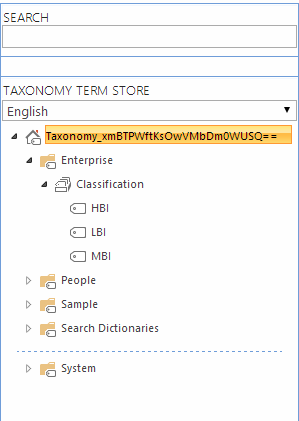 SEARCH
TAXONOMY TERM STORE
English
Taxonomy_xmBTPWftKsOwVMbDm0WUSQ==
Enterprise
Classification
HBI
LBI
MBI
People
Sample
Search Dictionaries
System